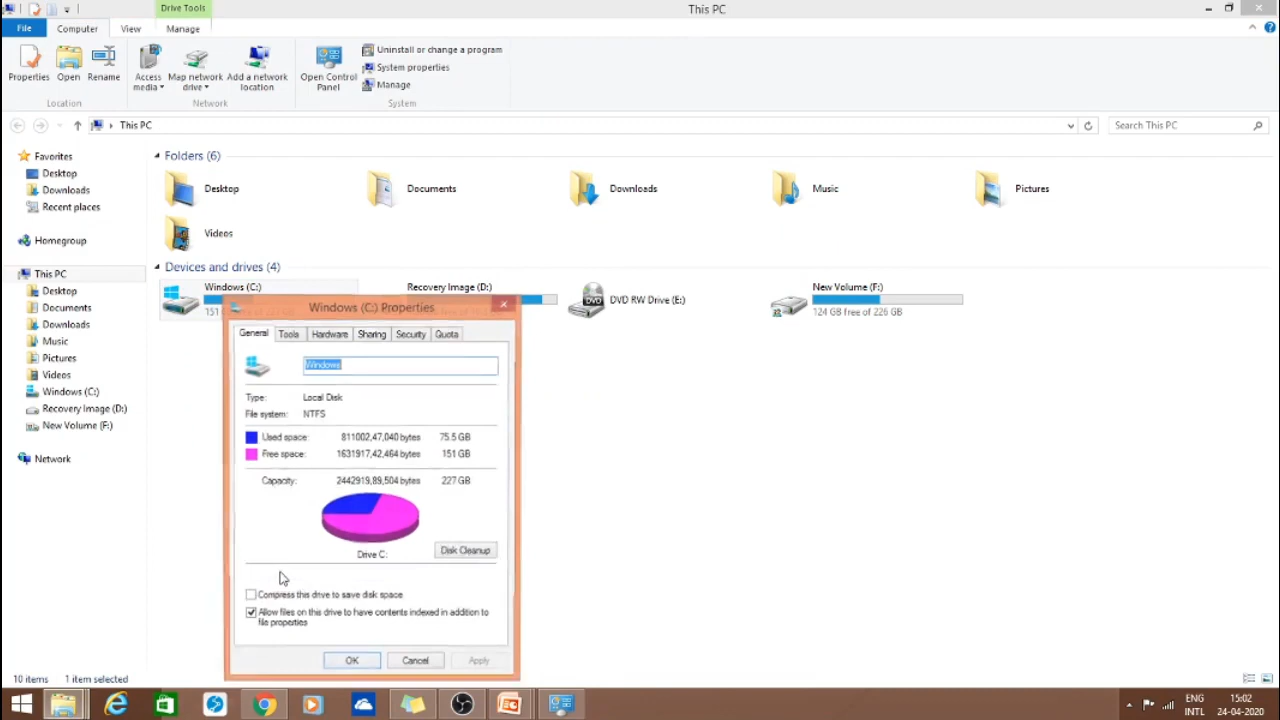 Drive Tools
This PC
File
Computer
View
Manage
Properties
Open
Rename
Access media
Map network drive
Add a network location
Open Control Panel
Uninstall or change a program
System properties
Manage
Location
Network
System
This PC
Search This PC
Favorites
Desktop
Downloads
Recent places
Homegroup
This PC
Desktop
Documents
Downloads
Music
Pictures
Videos
Windows (C:)
Recovery Image (D:)
New Volume (F:)
Network
Folders (6)
Desktop
Documents
Downloads
Music
Pictures
Videos
Devices and drives (4)
Windows (C:)
Recovery Image (D:)
DVD
DVD RW Drive (E:)
New Volume (F:)
124 GB free of 226 GB
Windows (C:) Properties
General
Tools
Hardware
Sharing
Security
Quota
Windows
Type:
Local Disk
File system:
NTFS
Used space:
811002,47,040 bytes
75.5 GB
Free space:
1631917,42,464 bytes
151 GB
Capacity:
2442919,89,504 bytes
227 GB
Drive C:
Disk Cleanup
Compress this drive to save disk space
Allow files on this drive to have contents indexed in addition to
file properties
OK
Cancel
Apply
10 items
1 item selected
ENG
INTL
15:02
24-04-2020